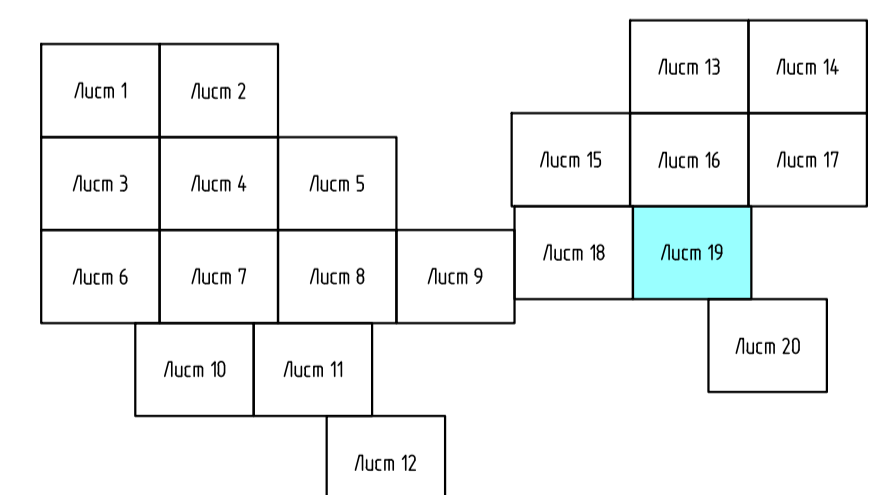 Лист 13
Лист 14
Лист 1
Лист 2
Лист 15
Лист 16
Лист 17
Лист 3
Лист 4
Лист 5
Лист 18
Лист 19
Лист 6
Лист 7
Лист 8
Лист 9
Лист 20
Лист 10
Лист 11
Лист 12